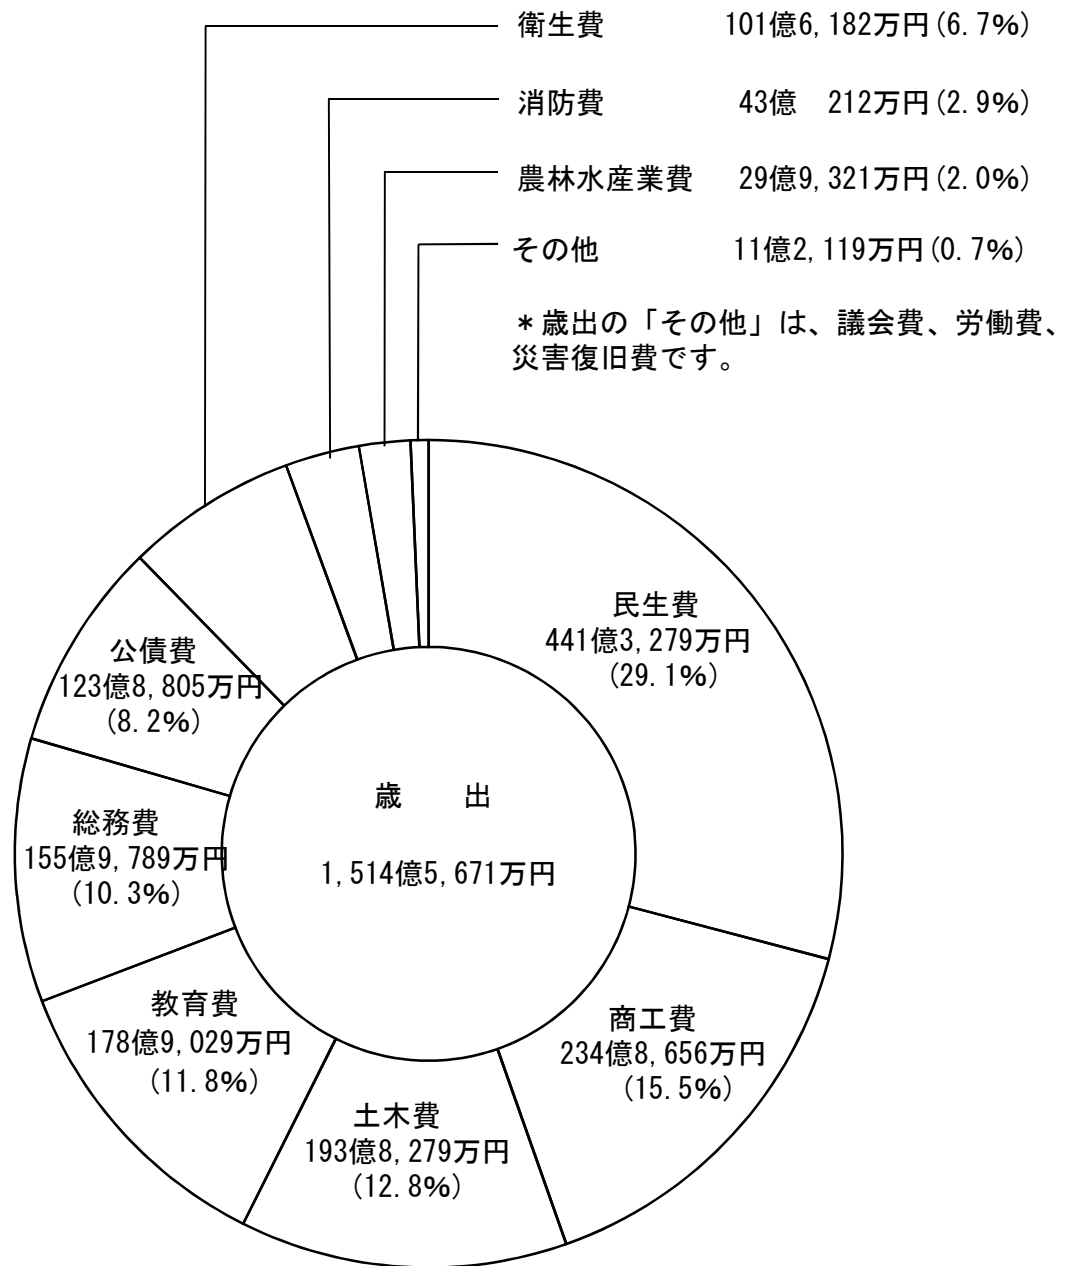 衛生費 101億6,182万円(6.7%)
消防費 43億 212万円(2.9%)
農林水産業費 29億9,321万円(2.0%)
その他 11億2,119万円(0.7%)
＊歳出の「その他」は、議会費、労働費、
災害復旧費です。
民生費
441億3,279万円
(29.1%)
公債費
123億8,805万円
(8.2%)
歳 出
1,514億5,671万円
総務費
155億9,789万円
(10.3%)
教育費
178億9,029万円
(11.8%)
商工費
234億8,656万円
(15.5%)
土木費
193億8,279万円
(12.8%)